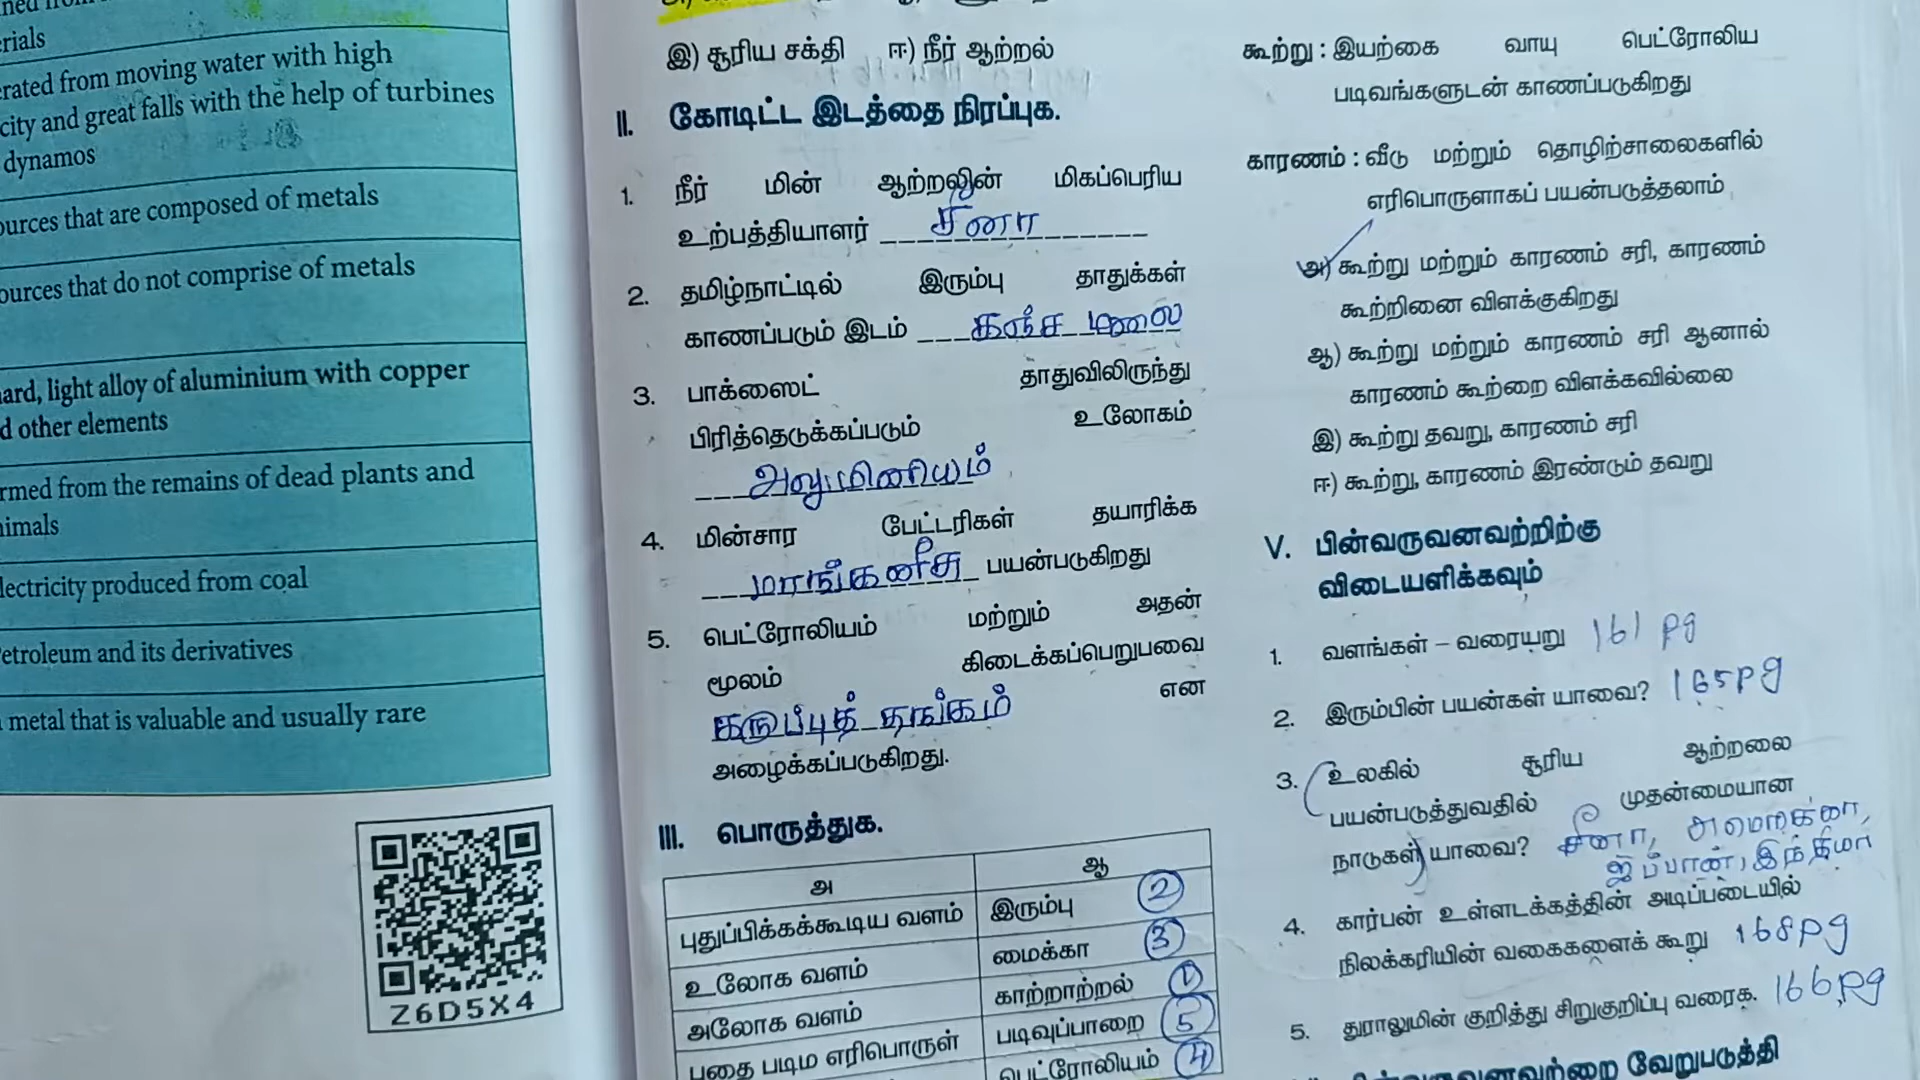 rials
erated from moving water with high
city and great falls with the help of turbines
dynamos
ources that are composed of metals
ources that do not comprise of metals
hard, light alloy of aluminium with copper
d other elements
rmed from the remains of dead plants and
nimals
lectricity produced from coal
etroleum and its derivatives
metal that is valuable and usually rare
Z6D5X4
இ) சூரிய சக்தி ஈ) நீர் ஆற்றல்
II. கோடிட்ட இடத்தை நிரப்புக.
1. நீர் மின் ஆற்றலின் மிகப்பெரிய
உற்பத்தியாளர் சீனா
2. தமிழ்நாட்டில் இரும்பு தாதுக்கள்
காணப்படும் இடம் கஞ்ச மலை
3. பாக்ஸைட் தாதுவிலிருந்து
பிரித்தெடுக்கப்படும் உலோகம்
அலுமினியம்
4. மின்சார பேட்டரிகள் தயாரிக்க
மாங்கனீசு பயன்படுகிறது
5. பெட்ரோலியம் மற்றும் அதன்
மூலம் கிடைக்கப்பெறுபவை
கருப்புத் தங்கம் என
அழைக்கப்படுகிறது.
III. பொருத்துக.
அ ஆ
புதுப்பிக்கக்கூடிய வளம் இரும்பு 2
உலோக வளம் மைக்கா 3
அலோக வளம் காற்றாற்றல் 1
புதை படிம எரிபொருள் படிவுப்பாறை 5
பெட்ரோலியம் 4
கூற்று : இயற்கை வாயு பெட்ரோலிய
படிவங்களுடன் காணப்படுகிறது
காரணம் : வீடு மற்றும் தொழிற்சாலைகளில்
எரிபொருளாகப் பயன்படுத்தலாம்
அ) கூற்று மற்றும் காரணம் சரி, காரணம்
கூற்றினை விளக்குகிறது
ஆ) கூற்று மற்றும் காரணம் சரி ஆனால்
காரணம் கூற்றை விளக்கவில்லை
இ) கூற்று தவறு, காரணம் சரி
ஈ) கூற்று, காரணம் இரண்டும் தவறு
V. பின்வருவனவற்றிற்கு
விடையளிக்கவும்
1. வளங்கள் – வரையறு 161 pg
2. இரும்பின் பயன்கள் யாவை? 165pg
3. உலகில் சூரிய ஆற்றலை
பயன்படுத்துவதில் முதன்மையான
நாடுகள் யாவை? சீனா, அமெரிக்கா,
ஜப்பான், இந்தியா
4. கார்பன் உள்ளடக்கத்தின் அடிப்படையில்
நிலக்கரியின் வகைகளைக் கூறு 168pg
5. துராலுமின் குறித்து சிறுகுறிப்பு வரைக. 166pg
பின்வருவனவற்றை வேறுபடுத்தி